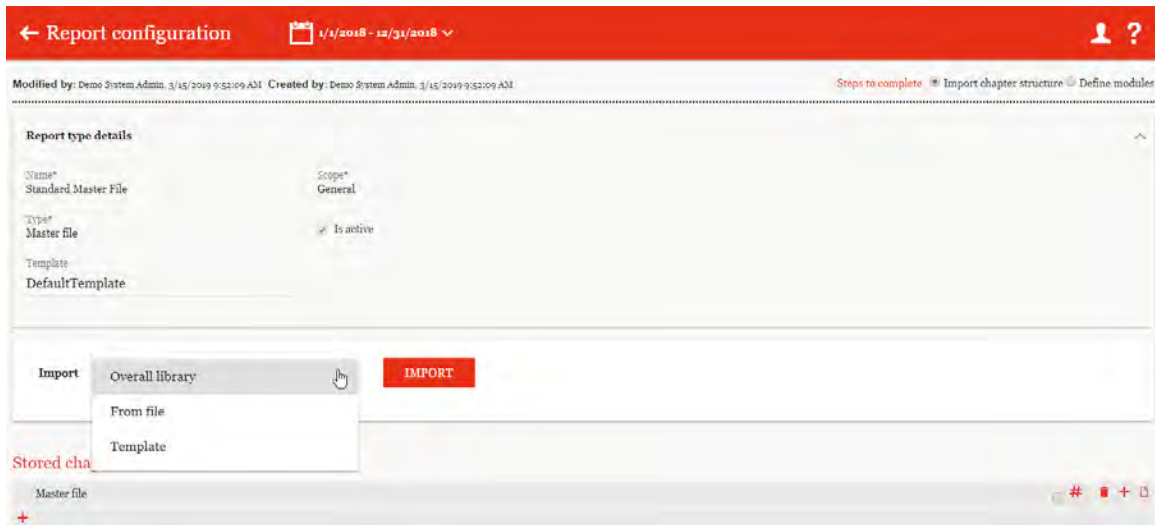 ← Report configuration
1/1/2018 - 12/31/2018
?
Modified by: Demo System Admin, 3/15/2019 9:52:09 AM Created by: Demo System Admin, 3/15/2019 9:52:09 AM
Steps to complete Import chapter structure Define modules
Report type details
Name*
Scope*
Standard Master File
General
Type*
Master file
Is active
Template
DefaultTemplate
Import
Overall library
IMPORT
From file
Template
Stored cha
Master file
# +
+